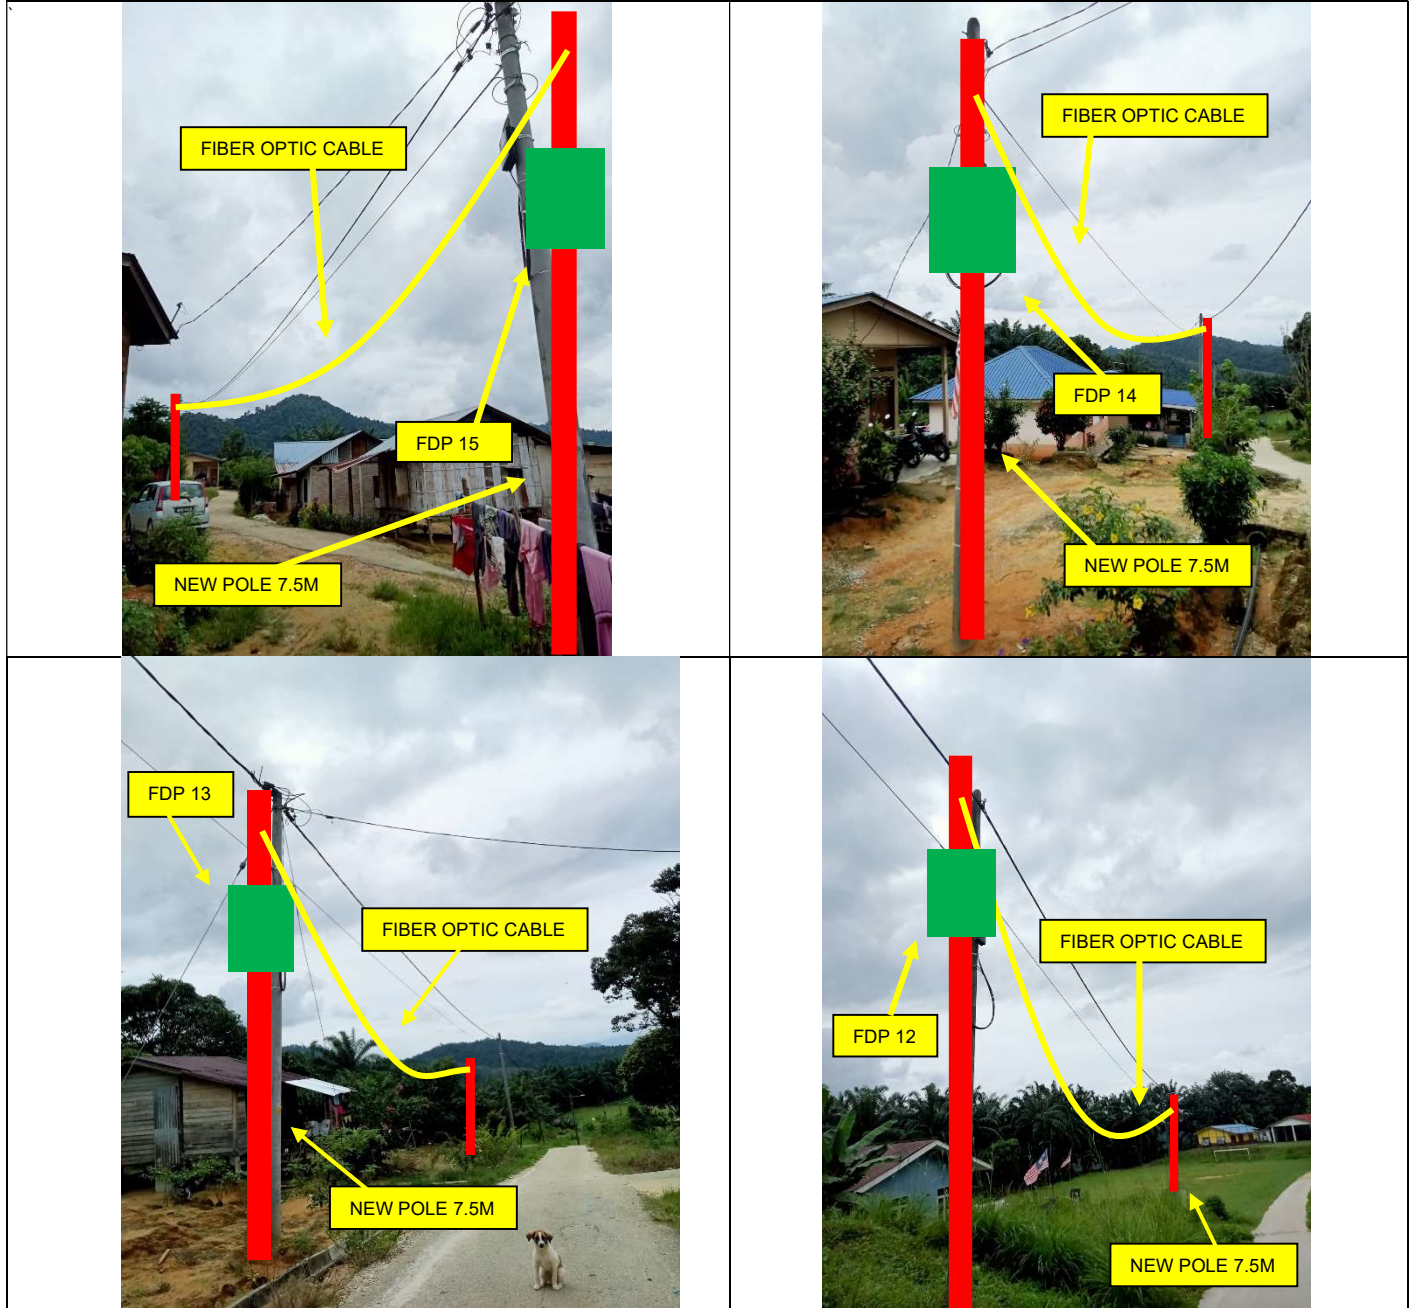 `
FIBER OPTIC CABLE
FDP 15
NEW POLE 7.5M
FIBER OPTIC CABLE
FDP 14
NEW POLE 7.5M
FDP 13
FIBER OPTIC CABLE
NEW POLE 7.5M
FIBER OPTIC CABLE
FDP 12
NEW POLE 7.5M